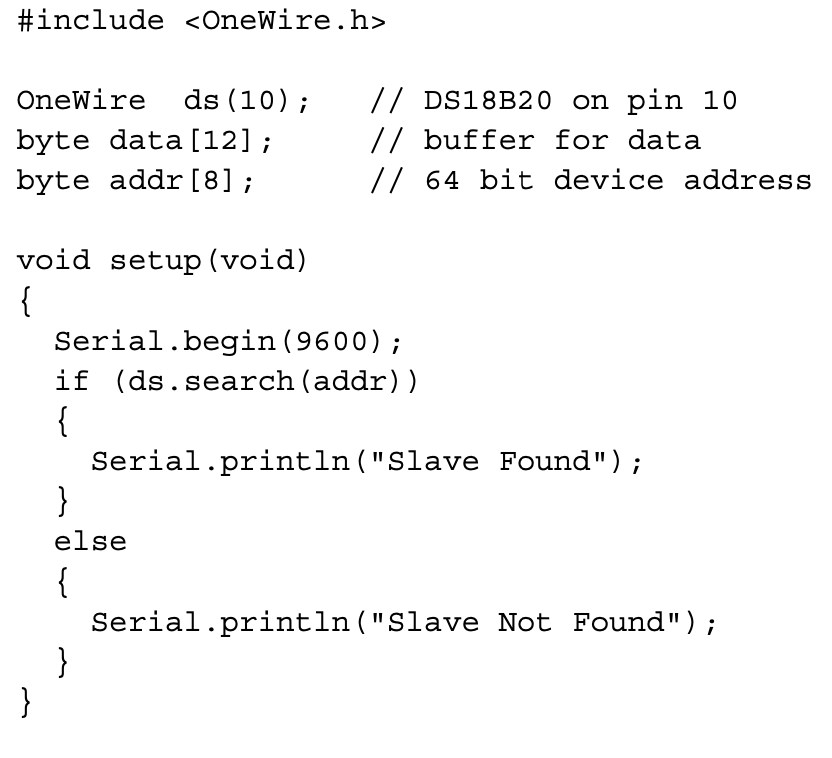 #include <OneWire.h>
OneWire  ds(10);   // DS18B20 on pin 10
byte data[12];     // buffer for data
byte addr[8];      // 64 bit device address
void setup(void)
{
  Serial.begin(9600);
  if (ds.search(addr))
  {
    Serial.println("Slave Found");
  }
  else
  {
    Serial.println("Slave Not Found");
  }
}